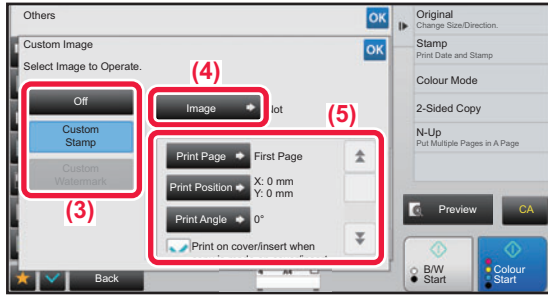 Others
OK
Custom Image
OK
Select Image to Operate.
(4)
Off
Image
lot
(5)
Custom
Stamp
Custom
Watermark
(3)
Print Page
First Page
Print Position
X: 0 mm
Y: 0 mm
Print Angle
0°
Print on cover/insert when
Back
Original
Change Size/Direction.
Stamp
Print Date and Stamp
Colour Mode
2-Sided Copy
N-Up
Put Multiple Pages in A Page
Preview
CA
B/W
Start
Colour
Start